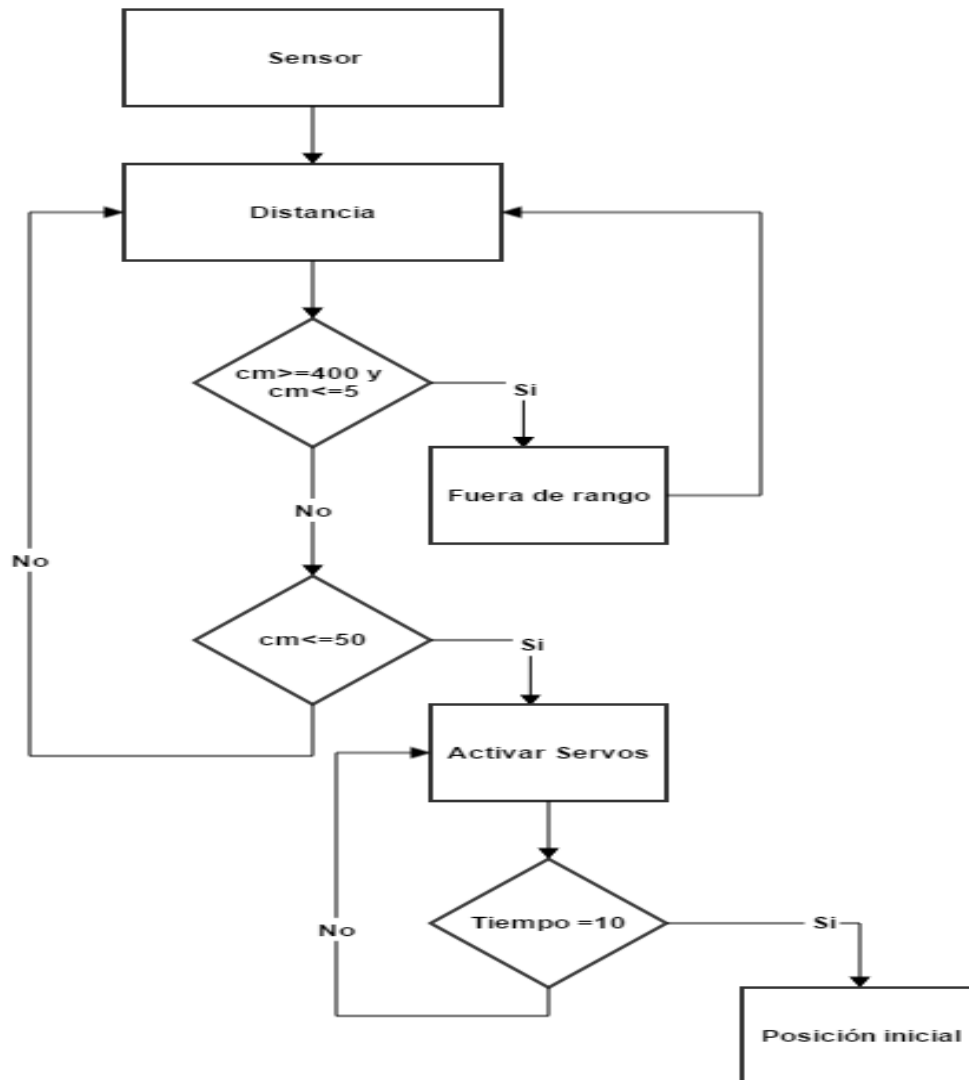 Sensor
Distancia
cm>=400 y
cm<=5
Si
Fuera de rango
No
No
cm<=50
Si
Activar Servos
Tiempo =10
No
Si
Posición inicial